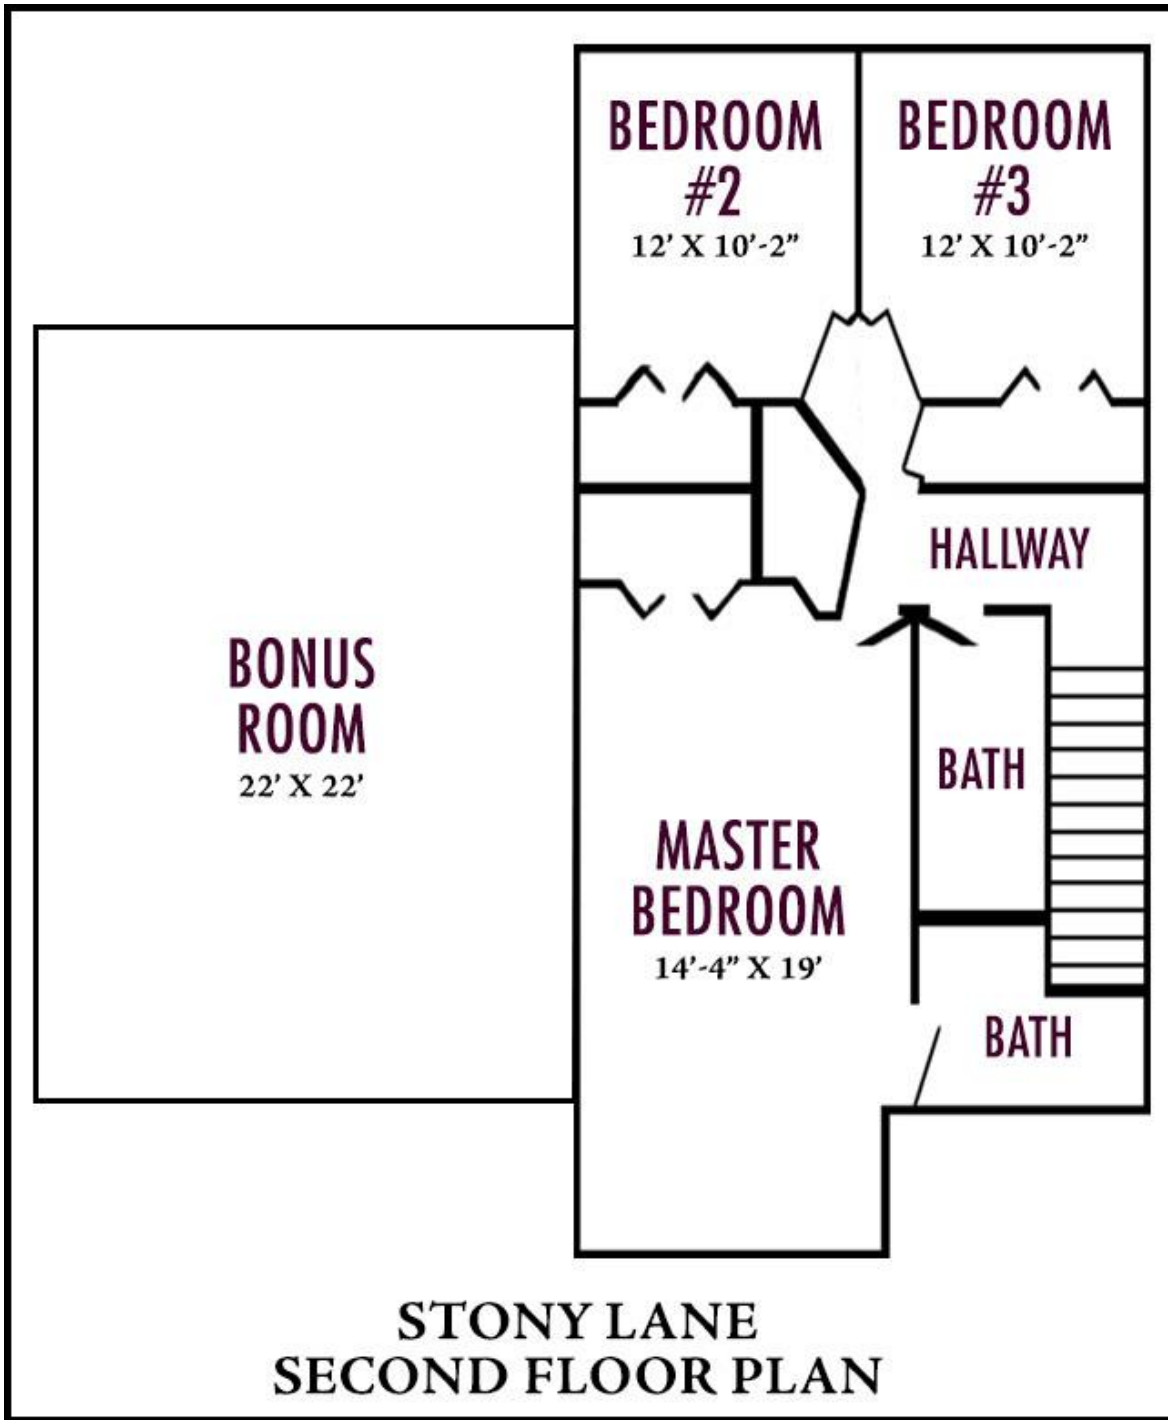 BEDROOM
#2
12’ X 10’-2”
BEDROOM
#3
12’ X 10’-2”
HALLWAY
BONUS
ROOM
22’ X 22’
BATH
MASTER
BEDROOM
14’-4” X 19’
BATH
STONY LANE
SECOND FLOOR PLAN